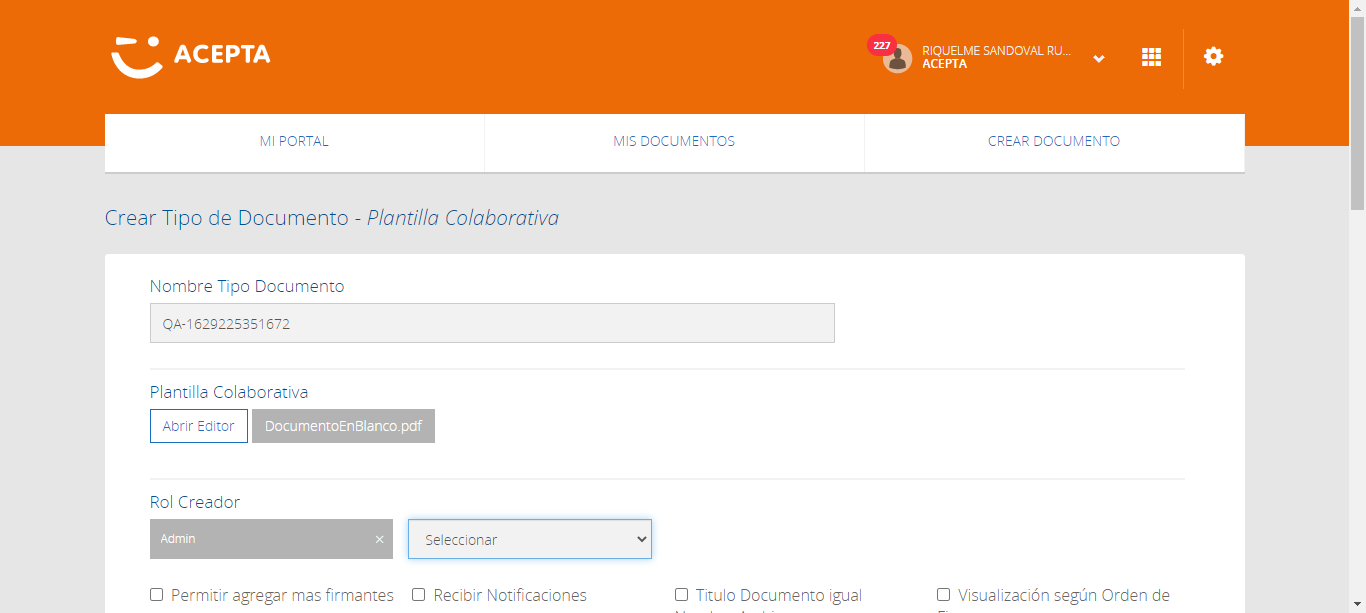 ACEPTA
227
RIQUELME SANDOVAL RU...
ACEPTA
MI PORTAL
MIS DOCUMENTOS
CREAR DOCUMENTO
Crear Tipo de Documento - Plantilla Colaborativa
Nombre Tipo Documento
QA-1629225351672
Plantilla Colaborativa
Abrir Editor
DocumentoEnBlanco.pdf
Rol Creador
Admin ×
Seleccionar
Permitir agregar mas firmantes
Recibir Notificaciones
Titulo Documento igual
Visualización según Orden de